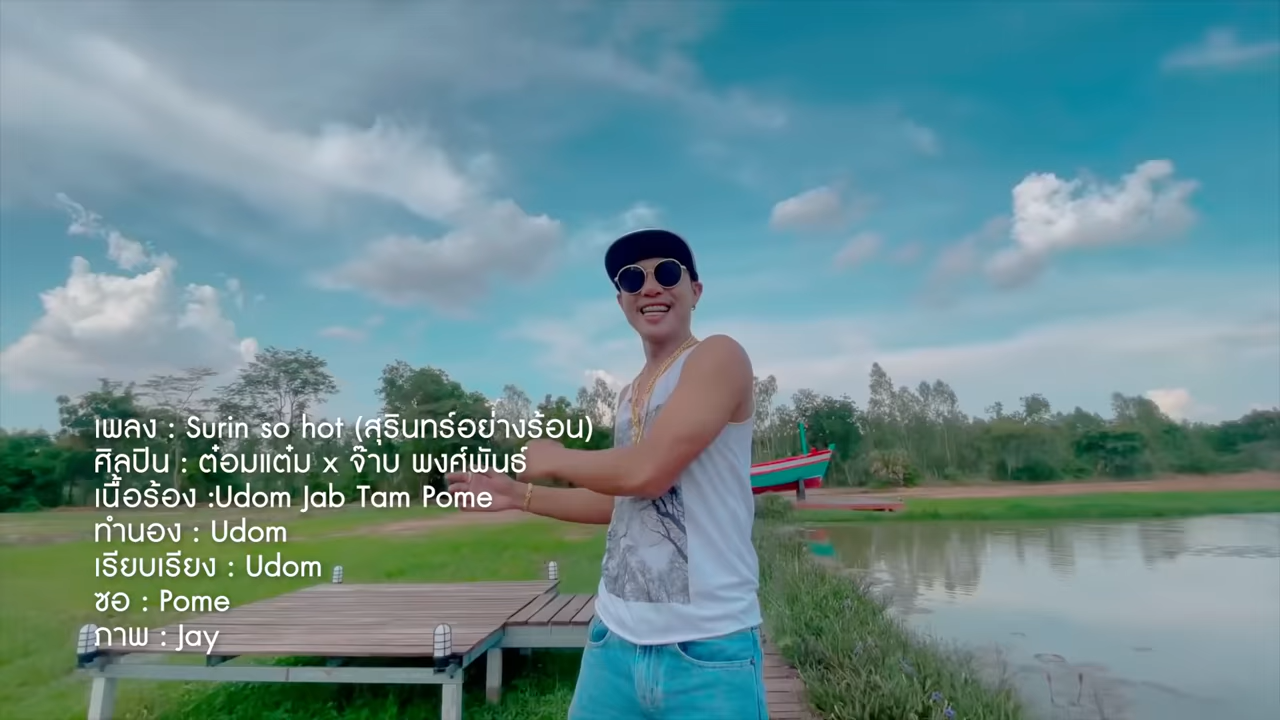 เพลง : Surin so hot (สุรินทร์อย่างร้อน)
ศิลปิน : ต๋อมแต๋ม x จ๊าบ พงศ์พันธ์
เนื้อร้อง :Udom Jab Tam Pome
ทำนอง : Udom
เรียบเรียง : Udom
ซอ : Pome
ภาพ : Jay